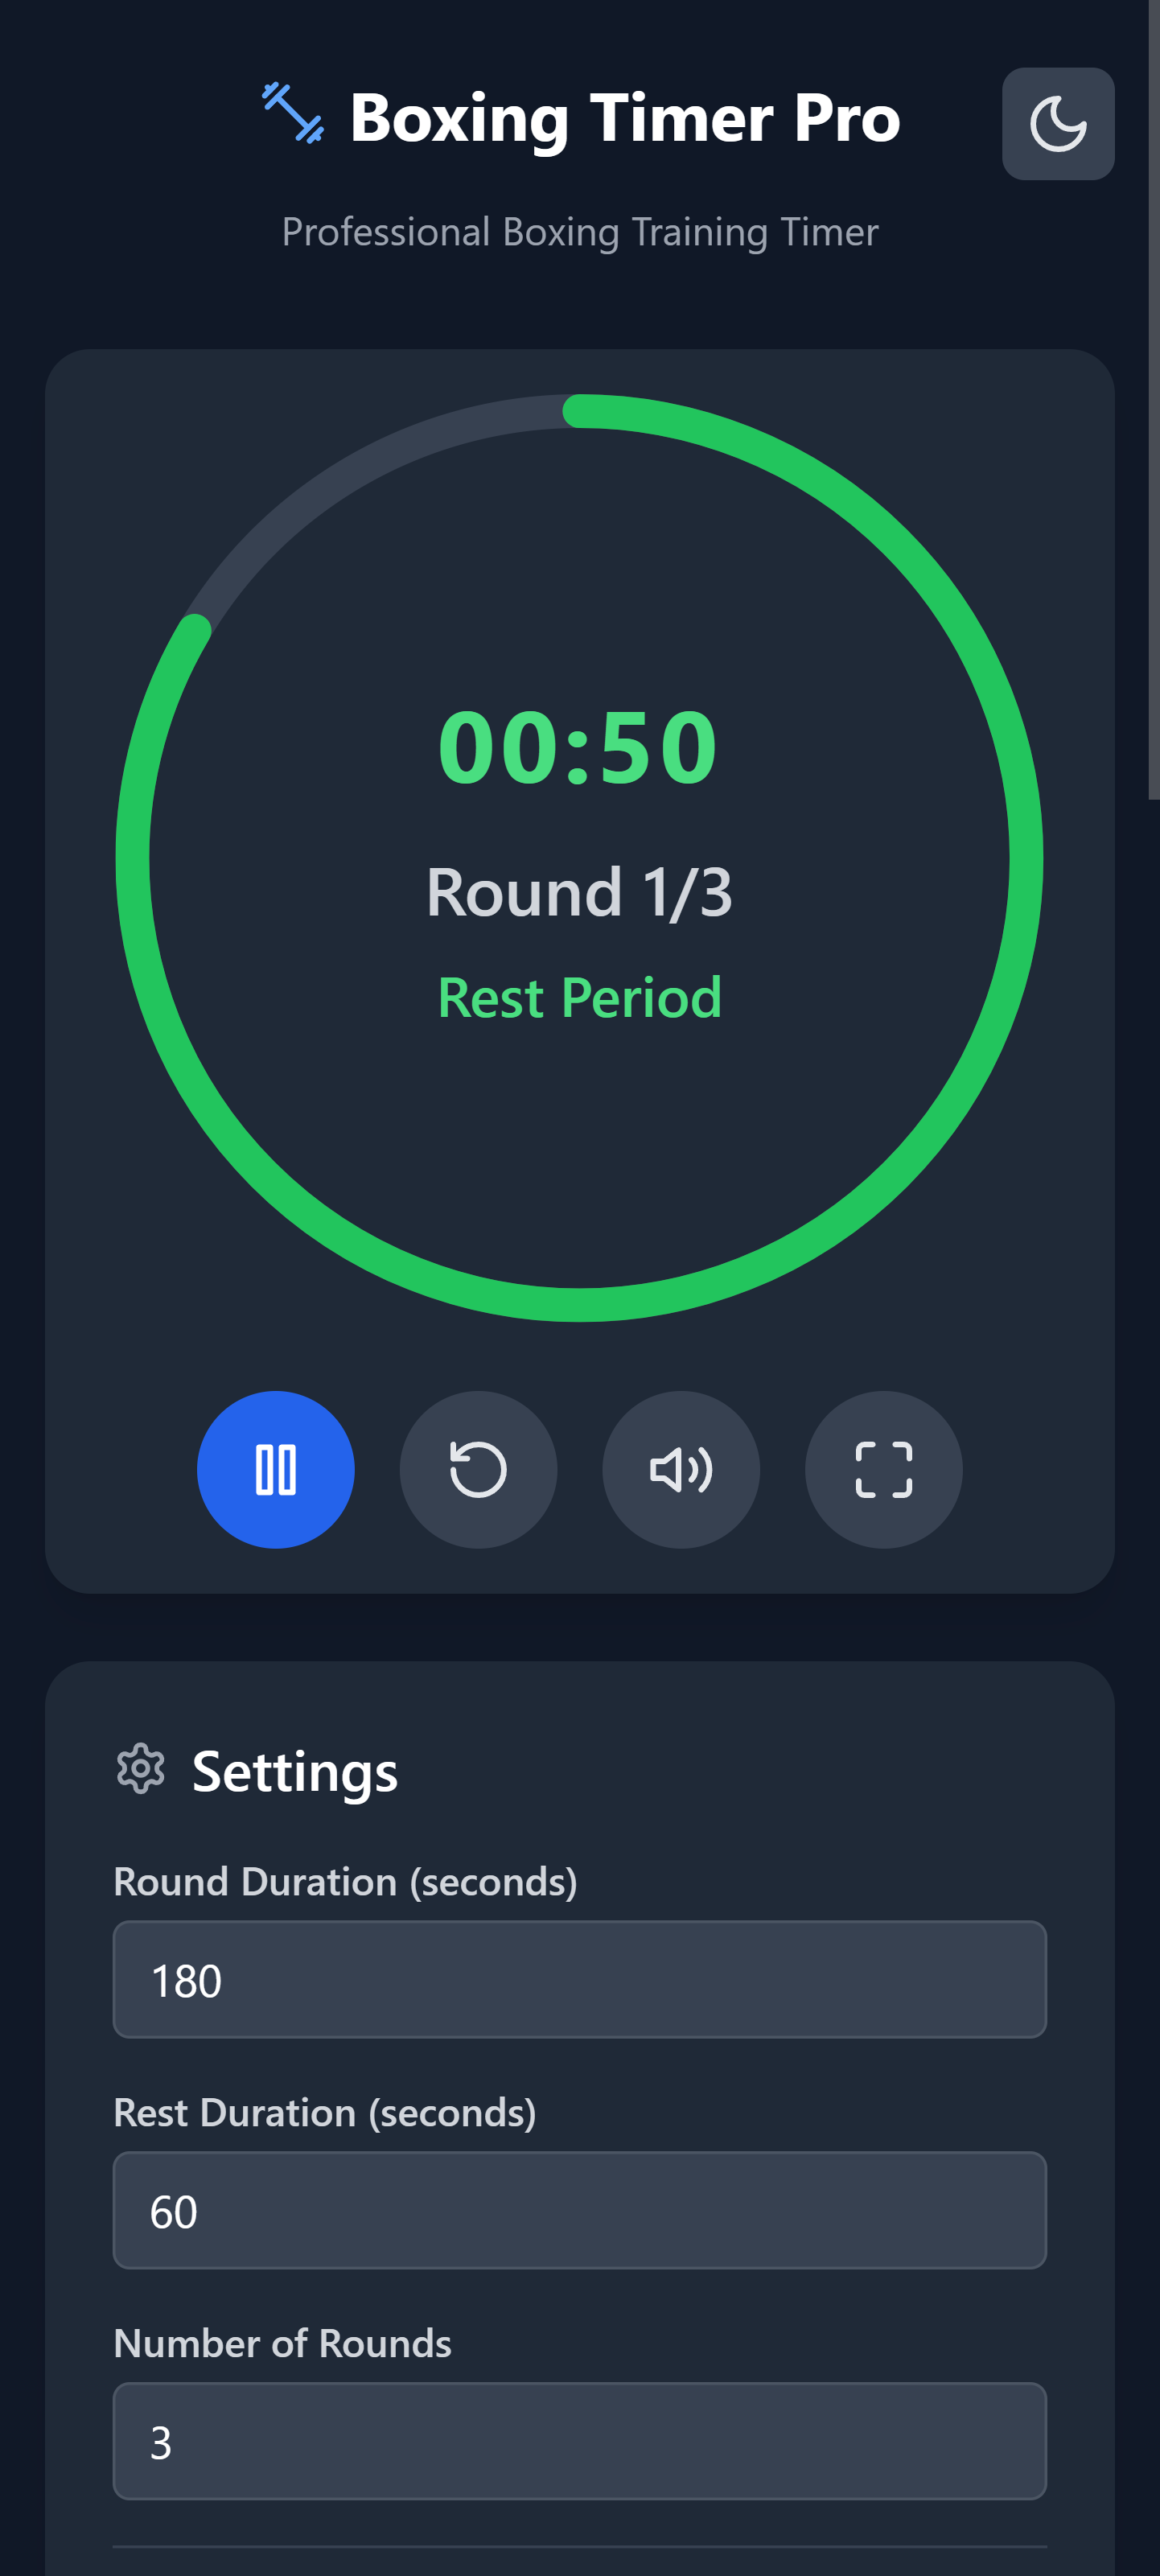 Boxing Timer Pro
Professional Boxing Training Timer
00:50
Round 1/3
Rest Period
Settings
Round Duration (seconds)
180
Rest Duration (seconds)
60
Number of Rounds
3